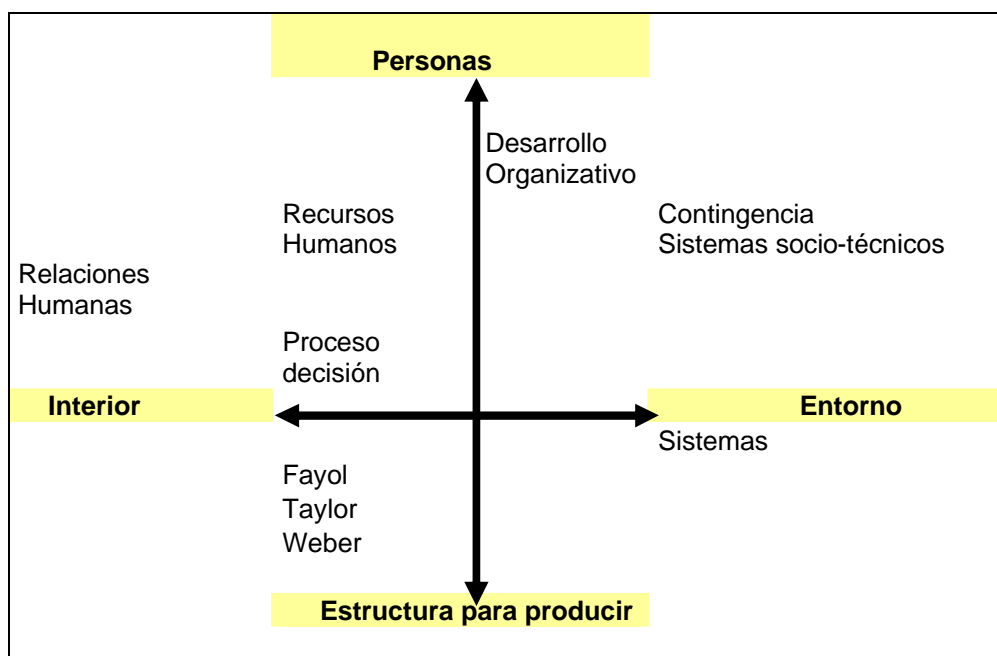 Personas
Desarrollo
Organizativo
Recursos
Humanos
Contingencia
Sistemas socio-técnicos
Relaciones
Humanas
Proceso
decisión
Interior
Entorno
Sistemas
Fayol
Taylor
Weber
Estructura para producir